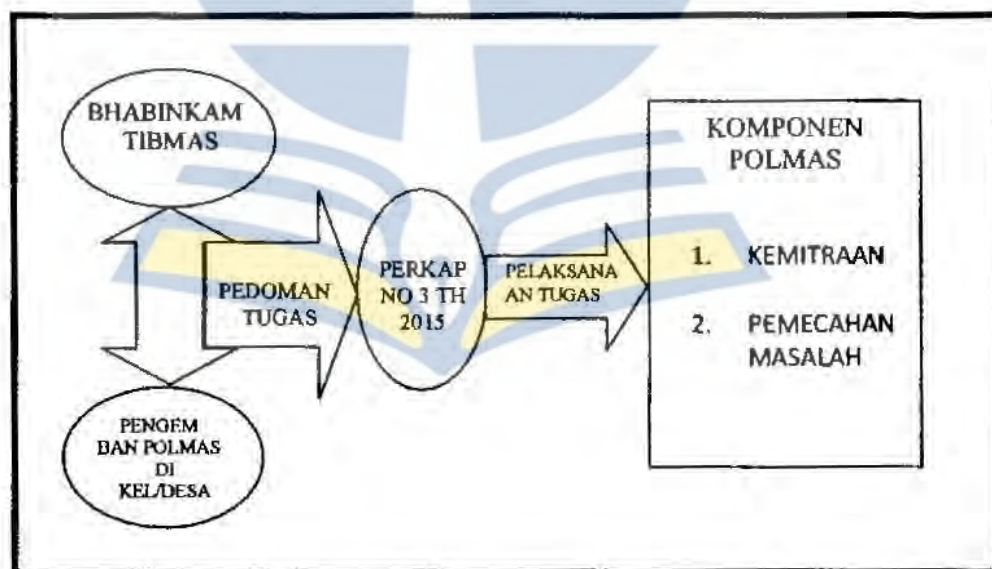 BHABINKAM
TIBMAS
PENGEM
BAN POLMAS
DI
KEL/DESA
PEDOMAN
TUGAS
PERKAP
NO 3 TH
2015
PELAKSANA
AN TUGAS
KOMPONEN
POLMAS
1. KEMITRAAN
2. PEMECAHAN
MASALAH